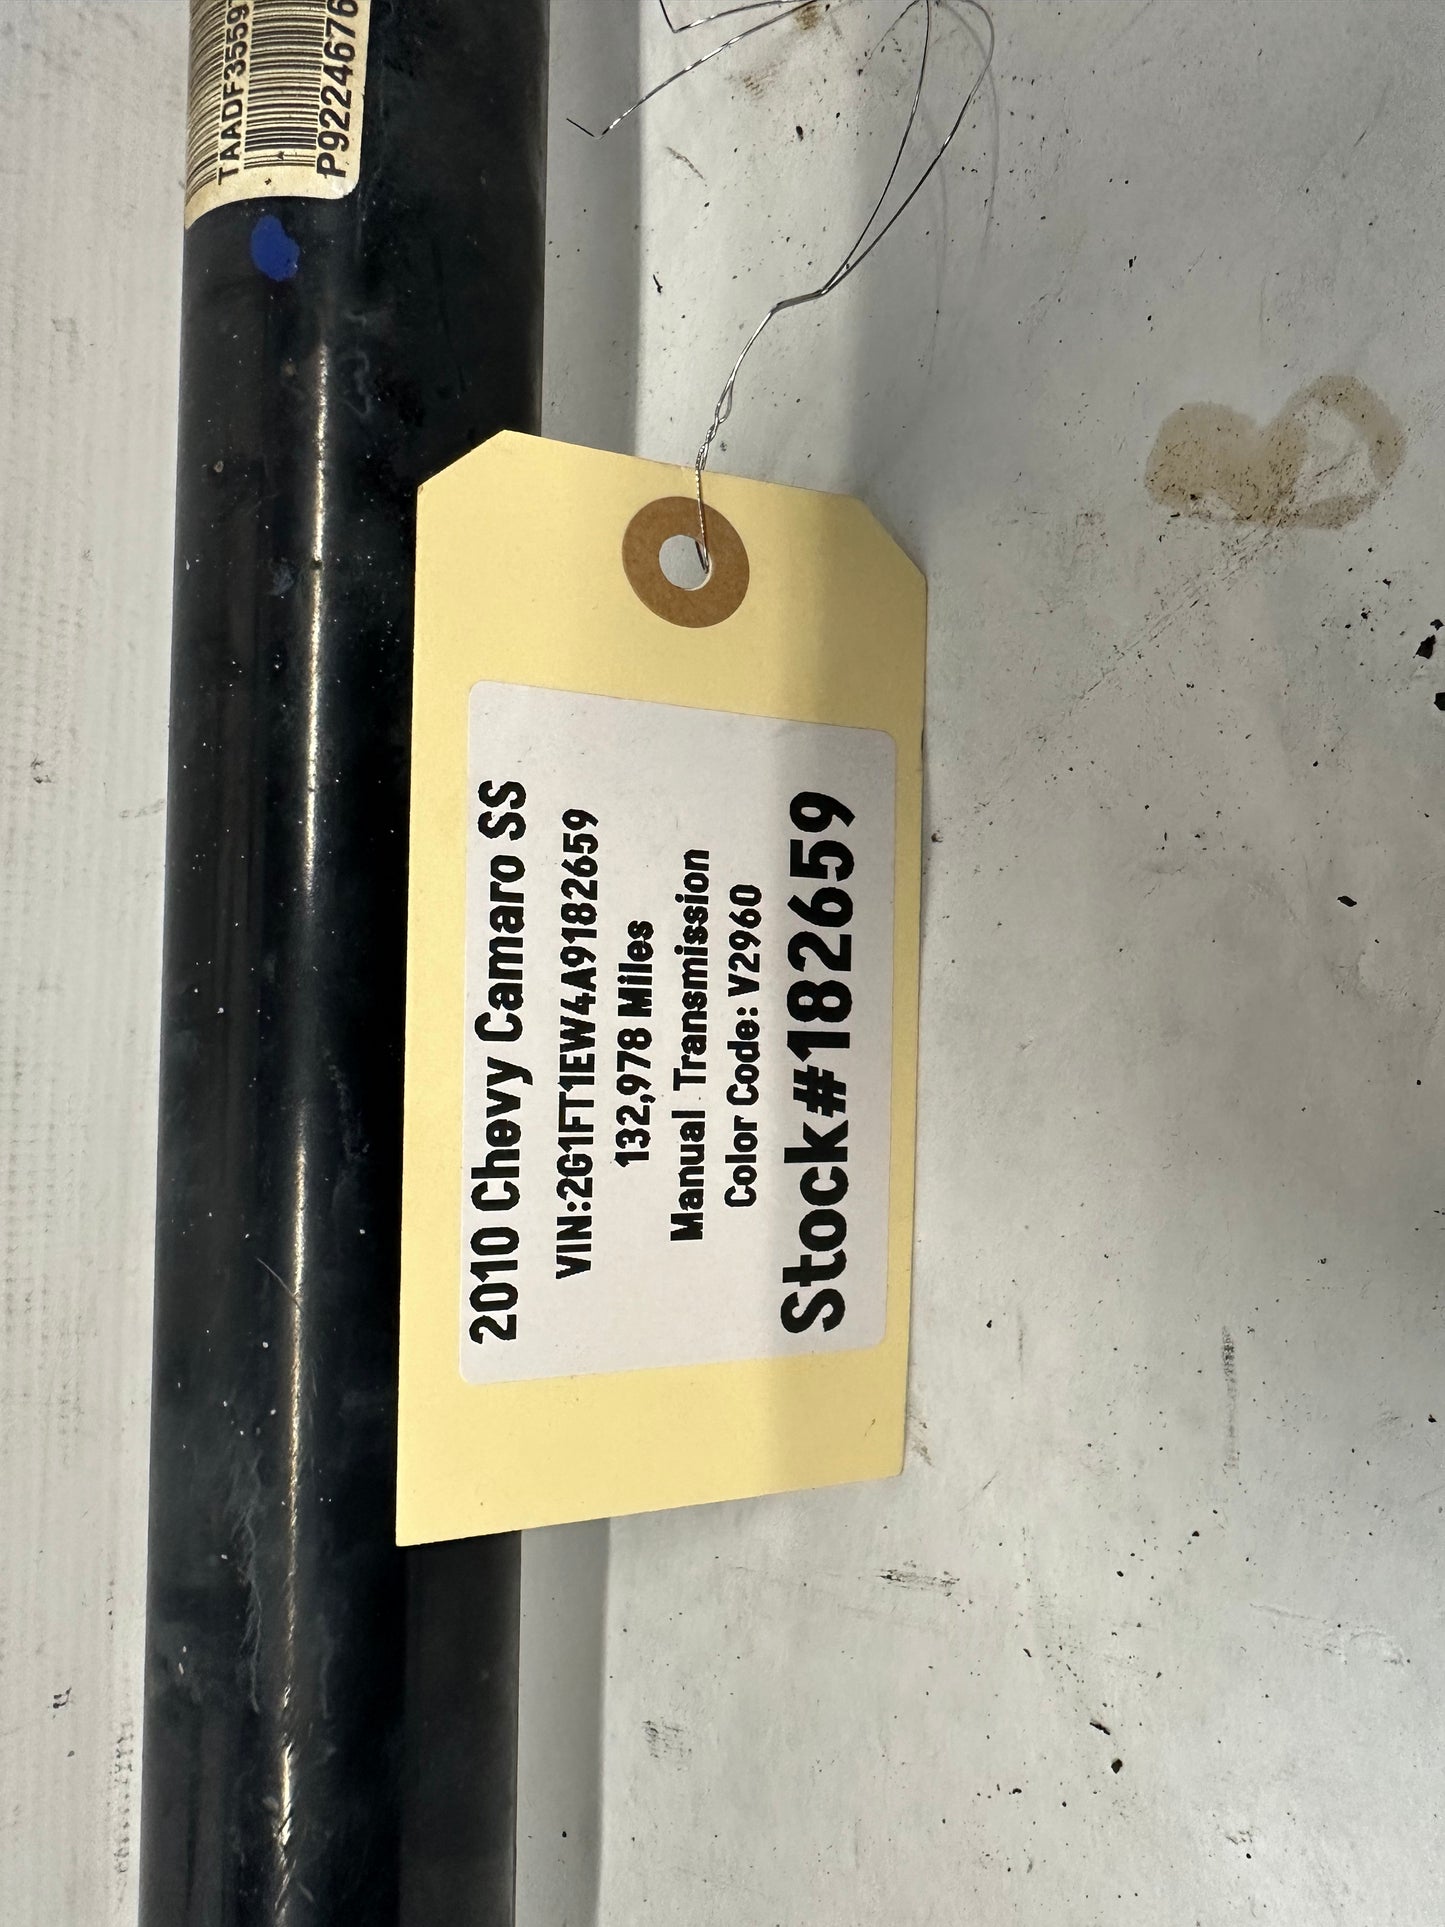 TAADF3559
P9224676
2010 Chevy Camaro SS
VIN:2G1FT1EW4A9182659
132,978 Miles
Manual Transmission
Color Code: V2960
Stock#182659